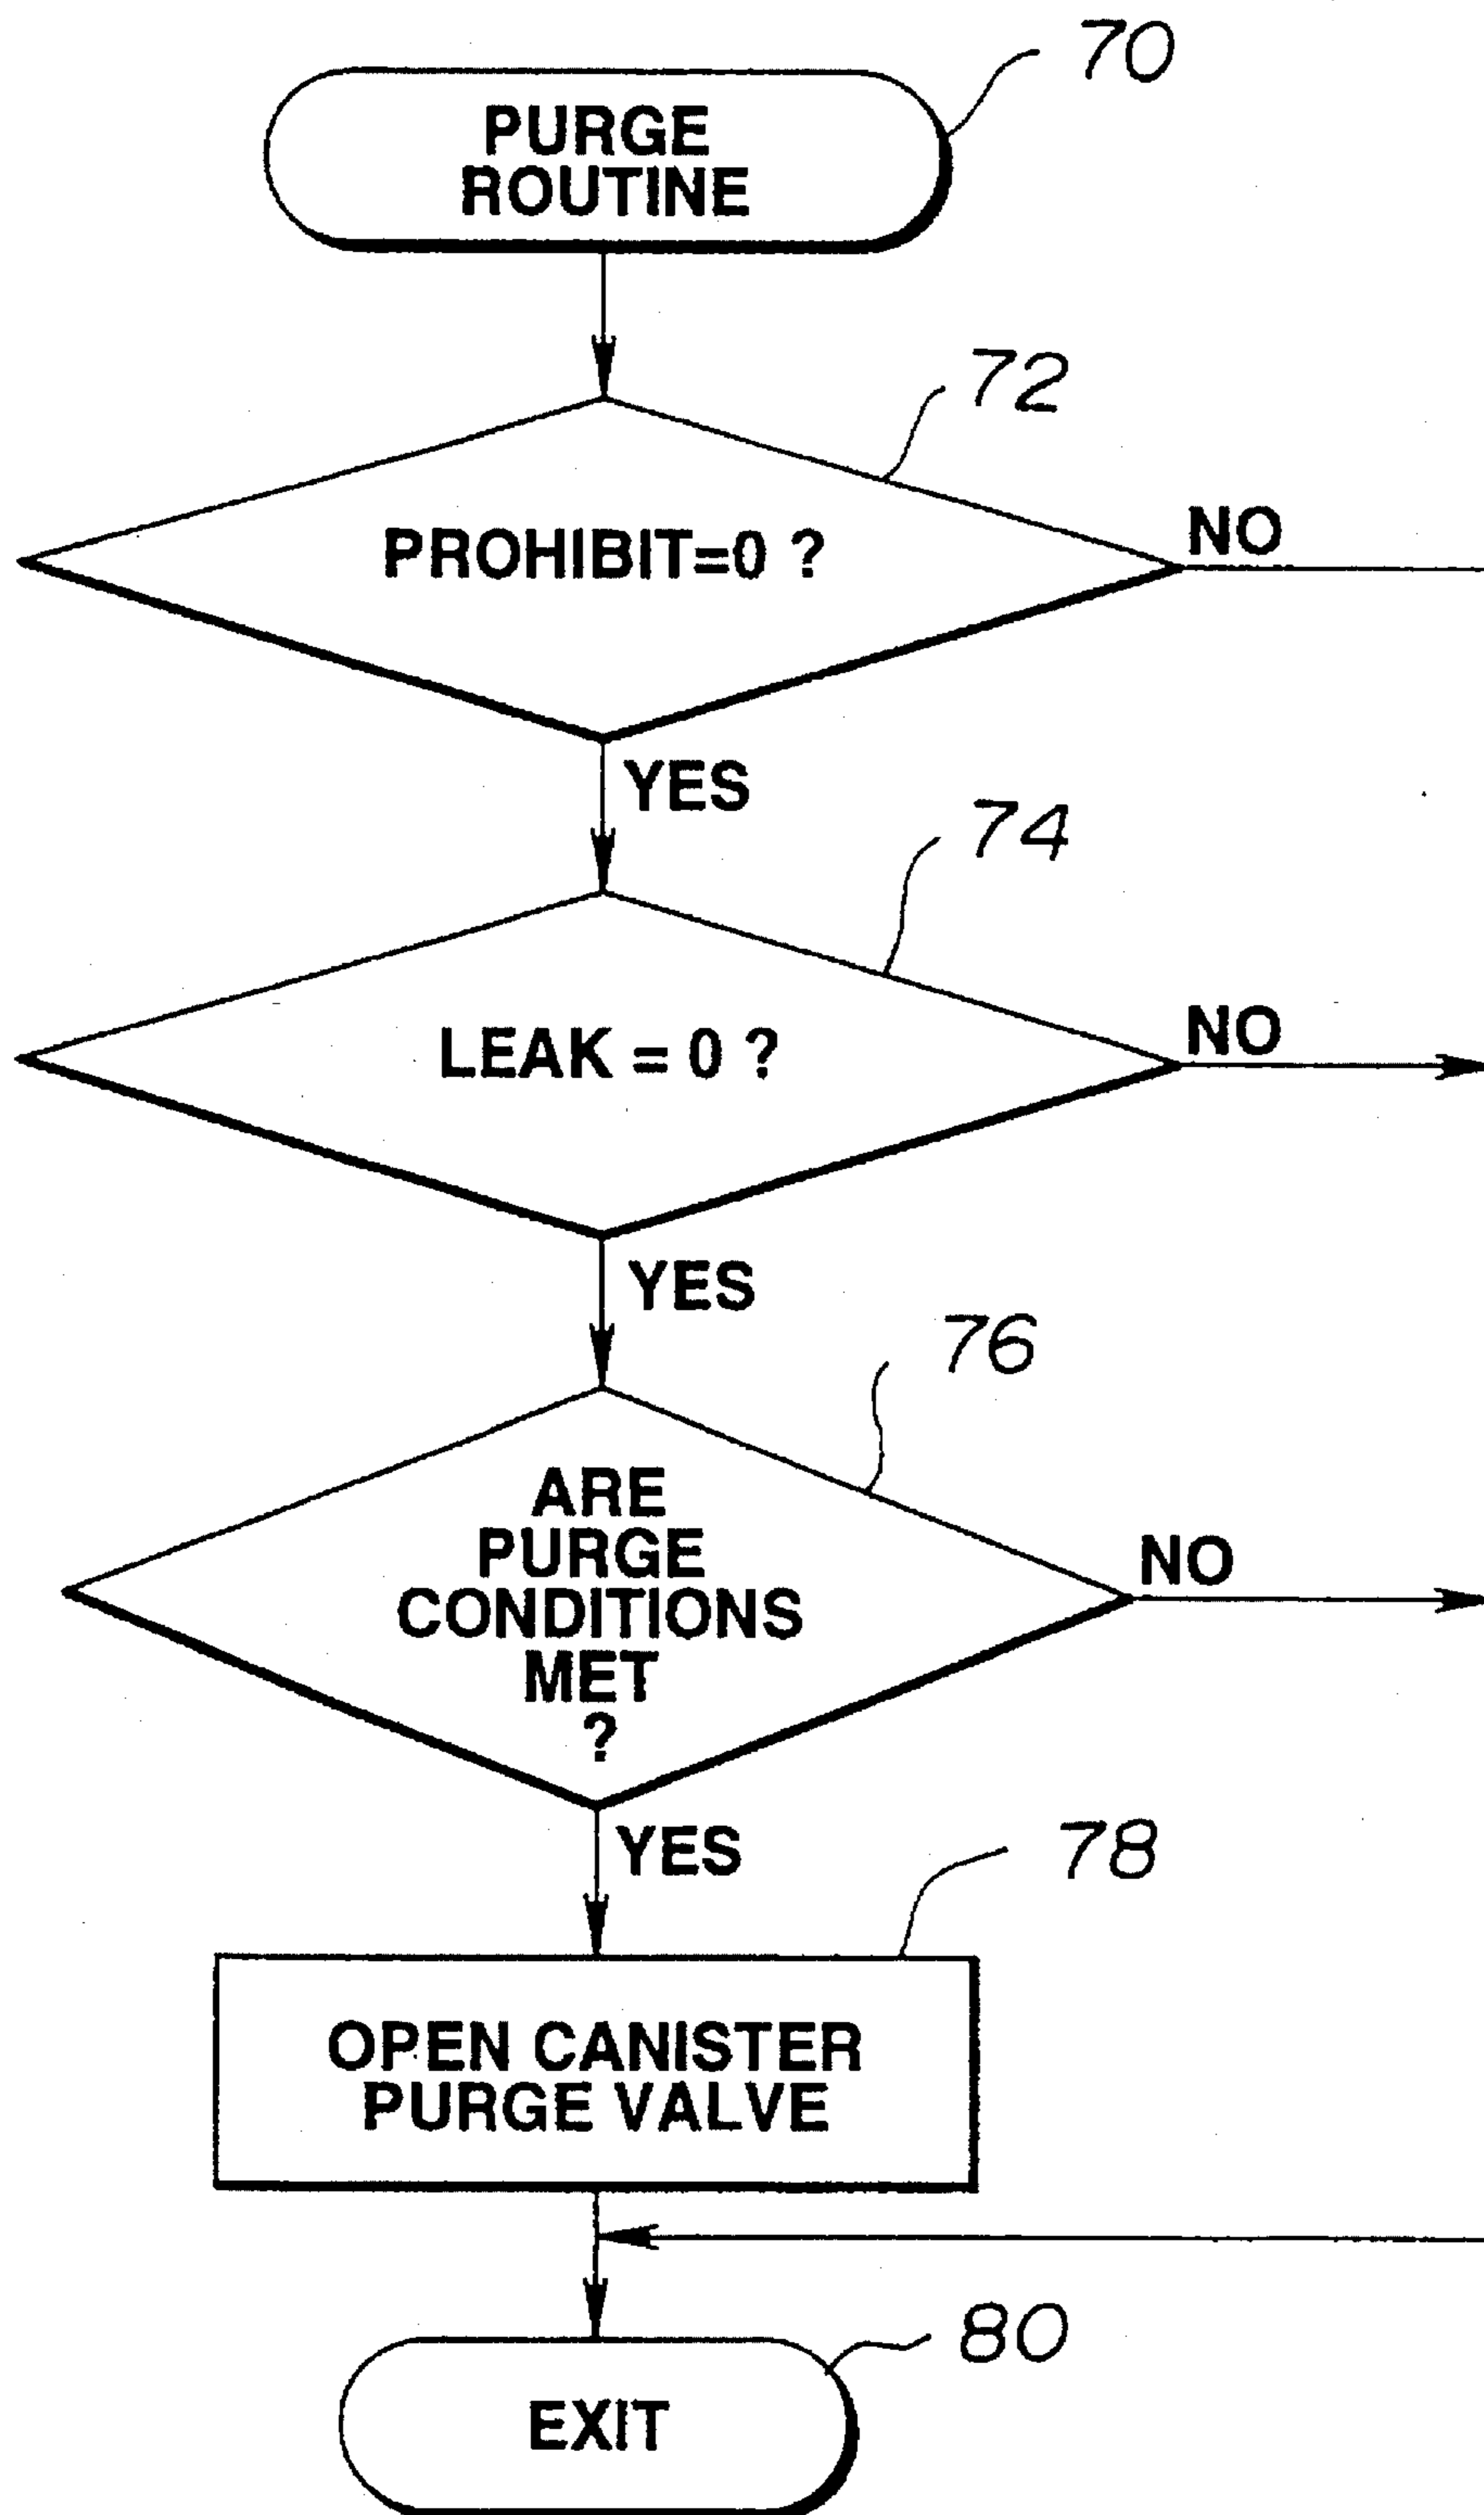 70
PURGE
ROUTINE
72
PROHIBIT=0 ?
NO
YES
74
LEAK = 0 ?
NO
YES
76
ARE
PURGE
CONDITIONS
MET
?
NO
YES
78
OPEN CANISTER
PURGE VALVE
80
EXIT